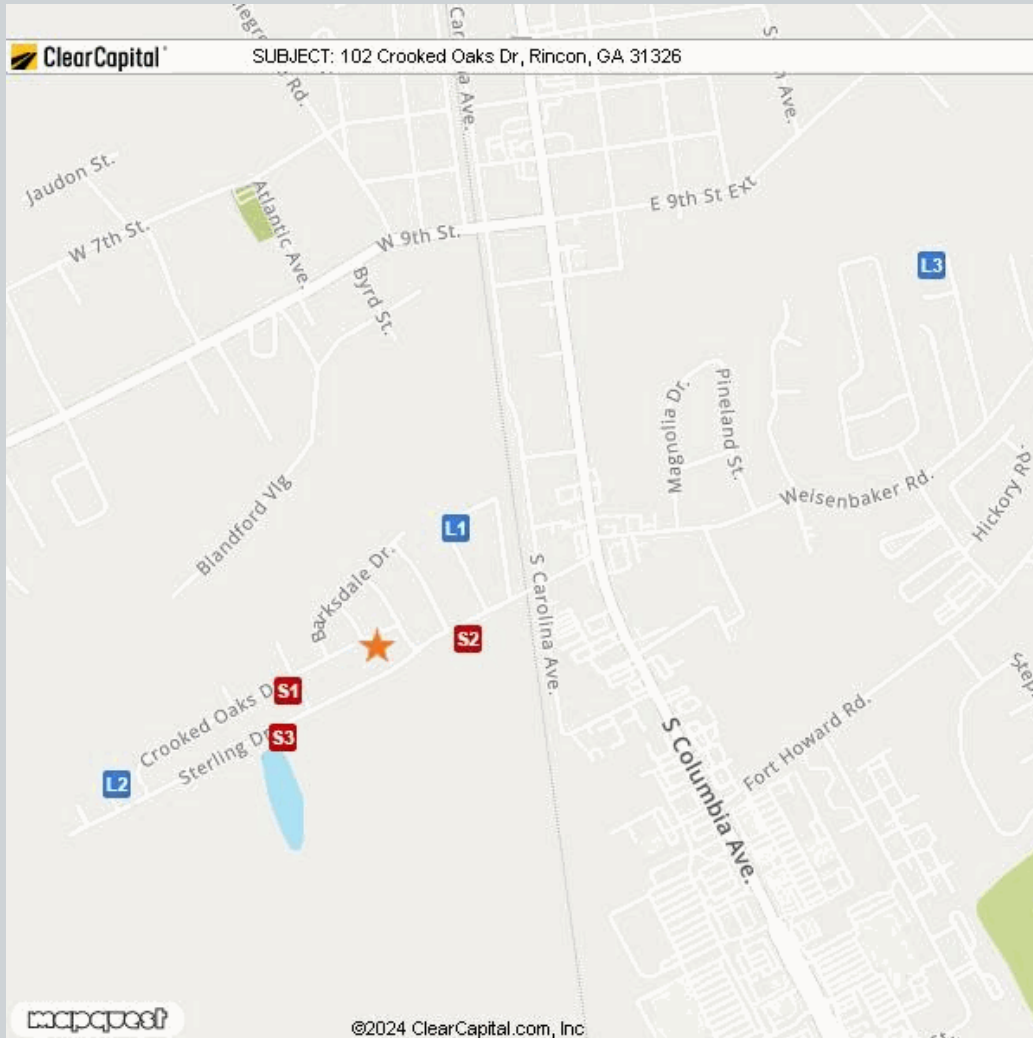 ClearCapital
SUBJECT: 102 Crooked Oaks Dr, Rincon, GA 31326
Rd.
Ave.
Ave.
Jaudon St.
Atlantic Ave.
W 7th St.
W 9th St.
E 9th St Ext
Byrd St.
L3
Magnolia Dr.
Pineland St.
Weisenbaker Rd.
Hickory Rd.
Blandford Vlg
L1
Barksdale Dr.
S Carolina Ave.
S2
S1
Crooked Oaks D
S3
Sterling Dr
L2
Fort Howard Rd.
S Columbia Ave.
mapquest
©2024 ClearCapital.com, Inc